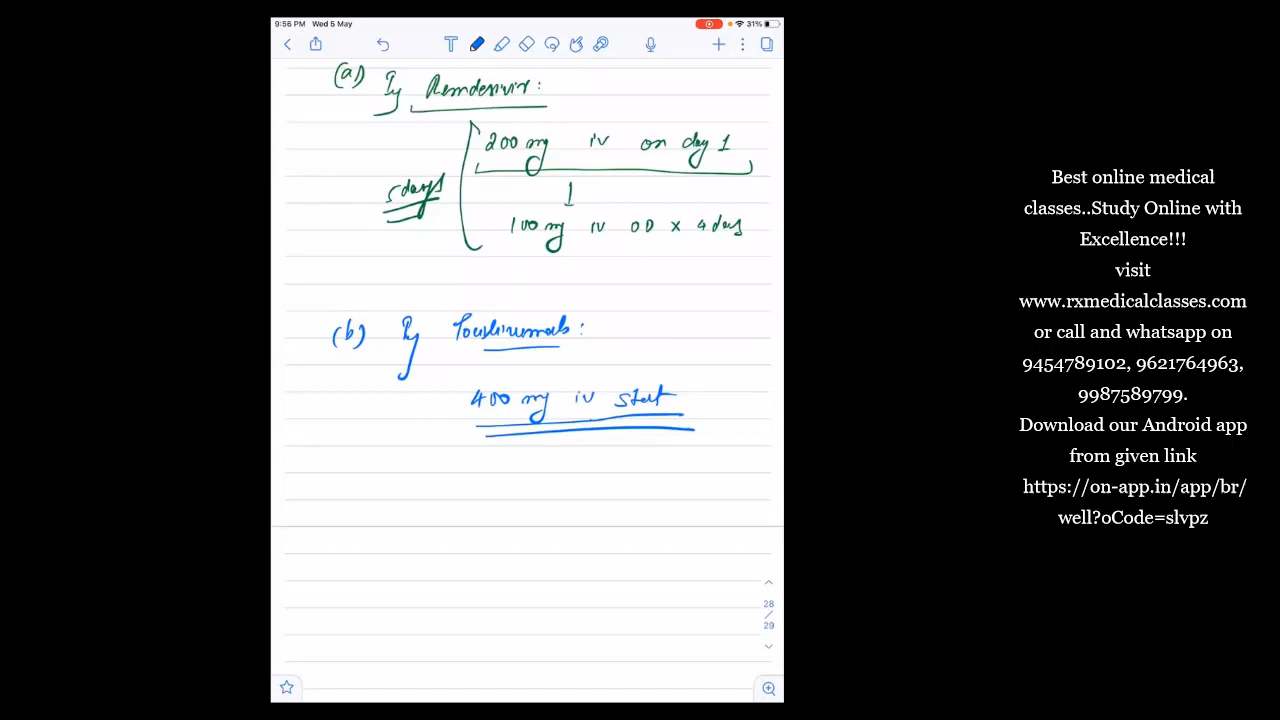 9:56 PM Wed 5 May
31%
(a) Inj Remdesivir:
200 mg iv on day 1
5 days
100 mg iv OD x 4 days
(b) Inj Tocilizumab:
400 mg iv stat
28
29
Best online medical
classes..Study Online with
Excellence!!!
visit
www.rxmedicalclasses.com
or call and whatsapp on
9454789102, 9621764963,
9987589799.
Download our Android app
from given link
https://on-app.in/app/br/
well?oCode=slvpz